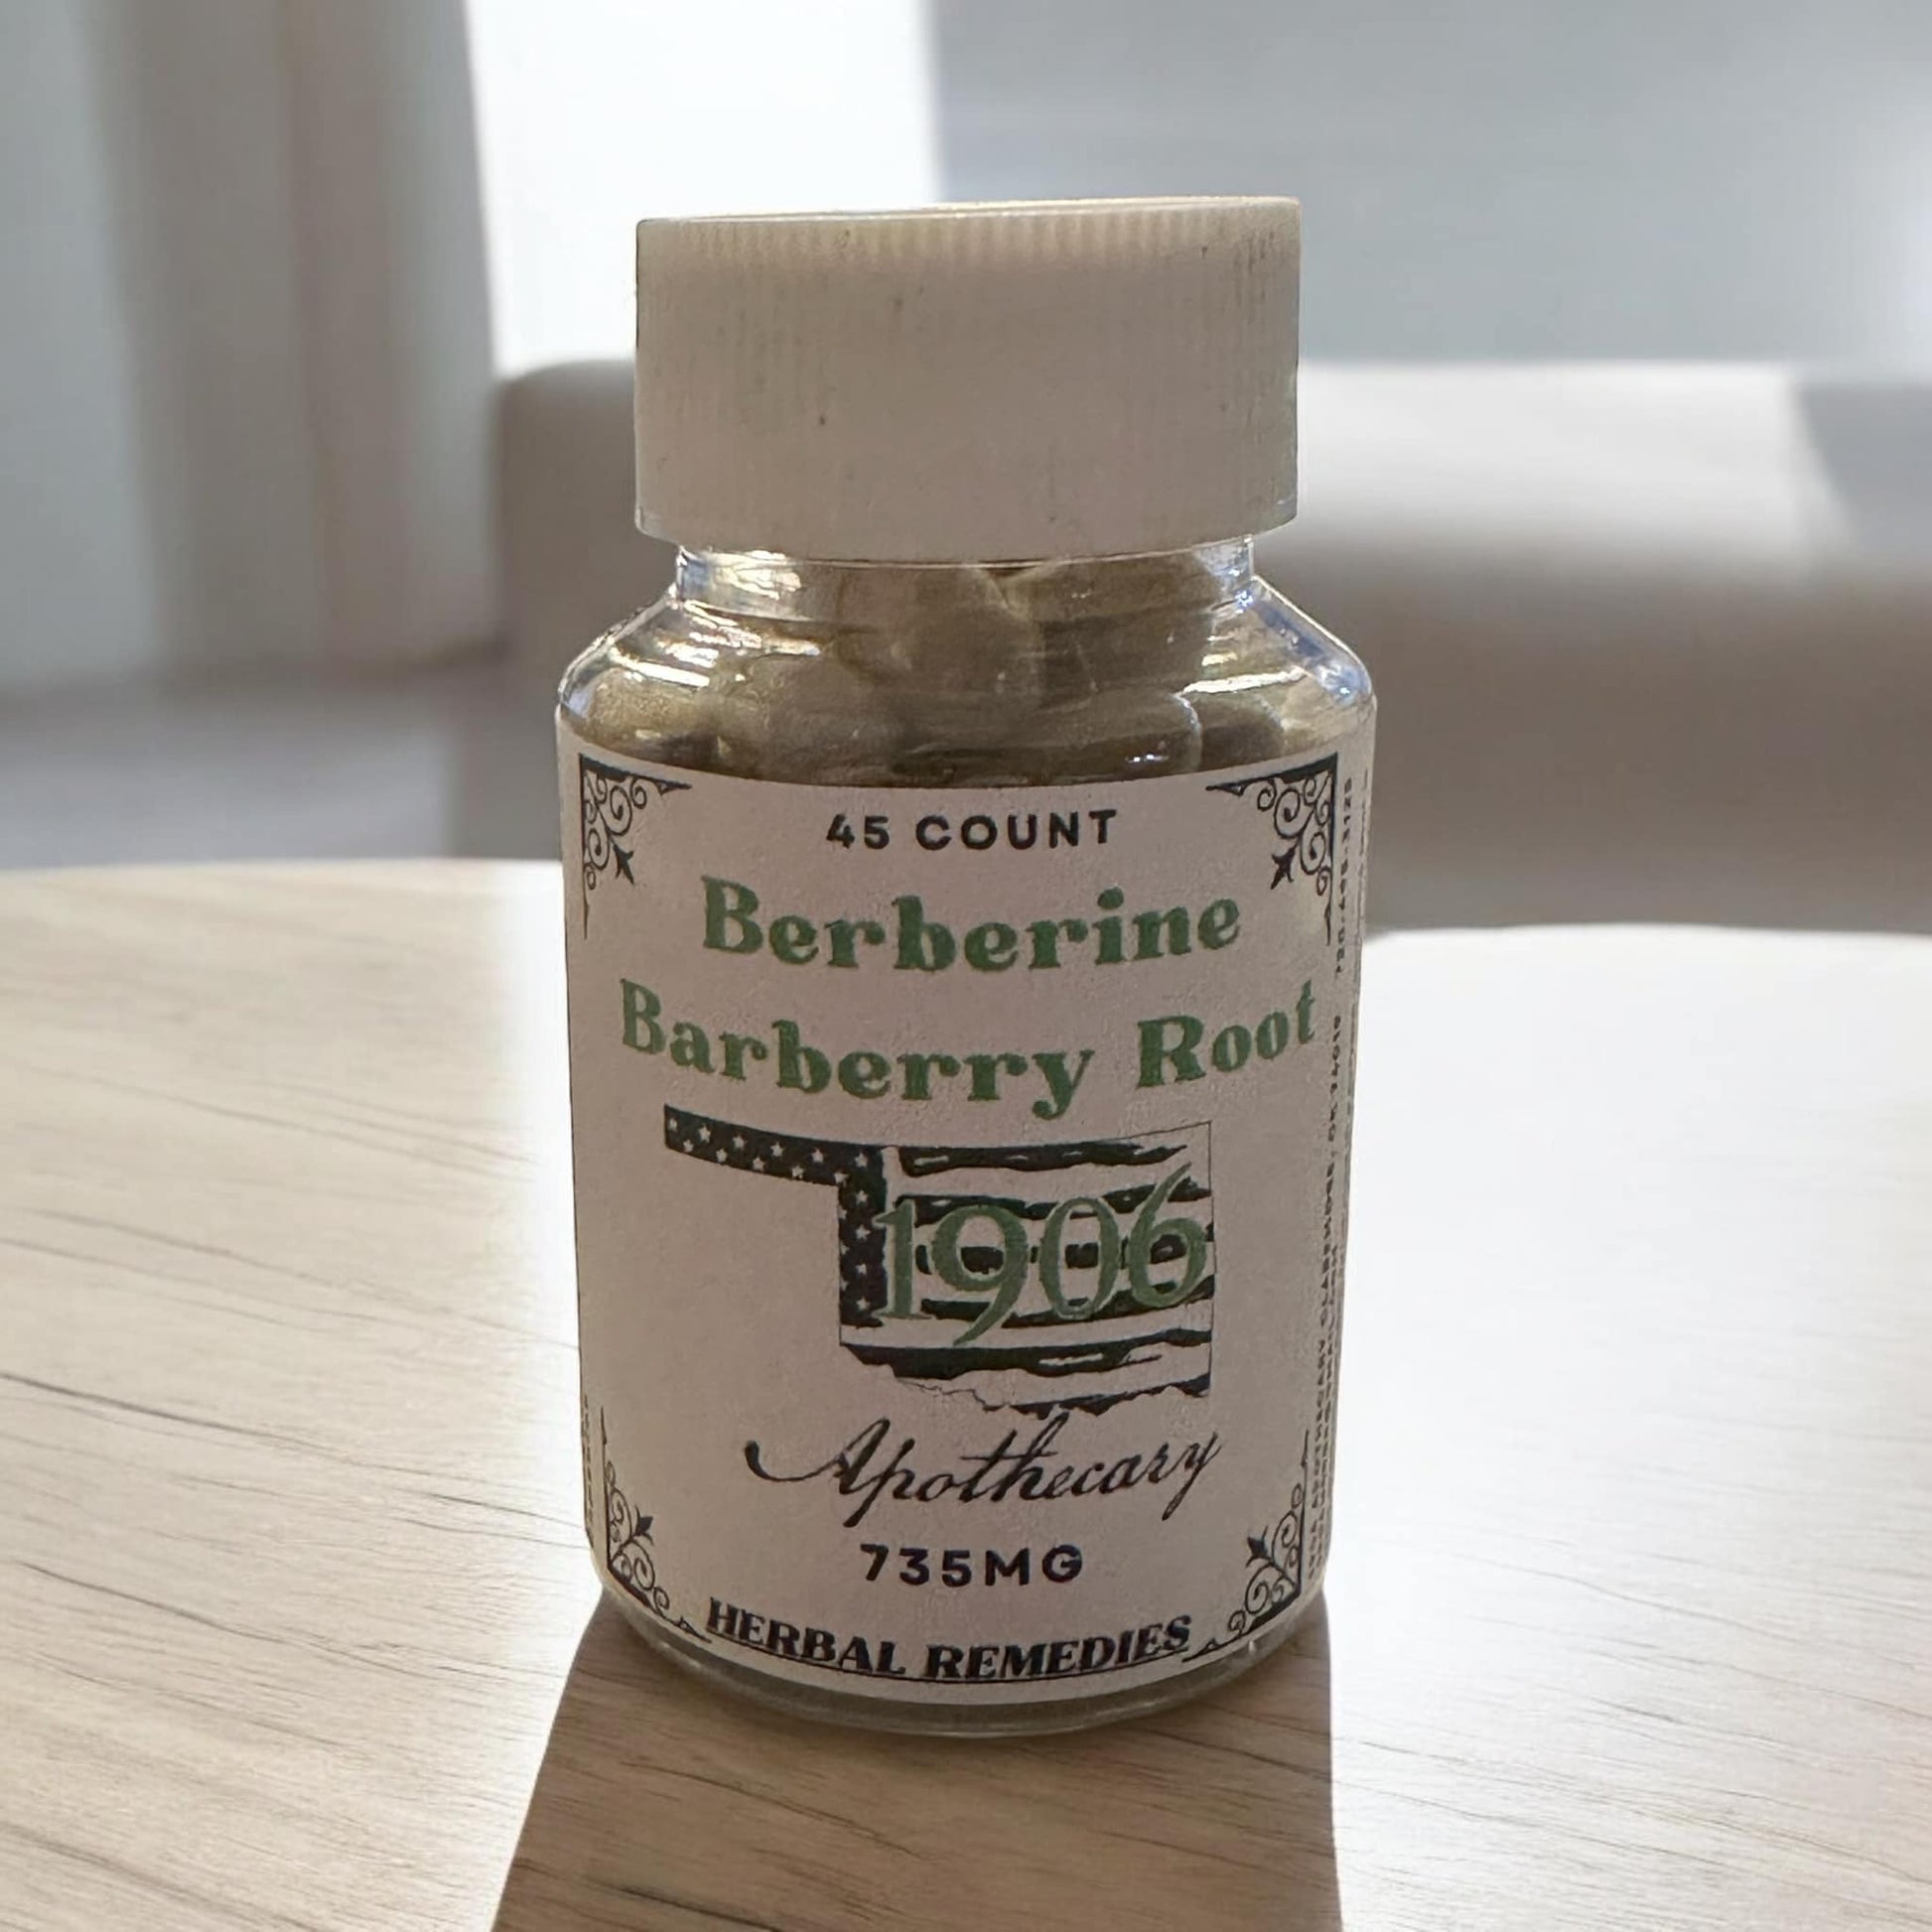 45 COUNT
Berberine
Barberry Root
1906
Apothecary
735MG
HERBAL REMEDIES